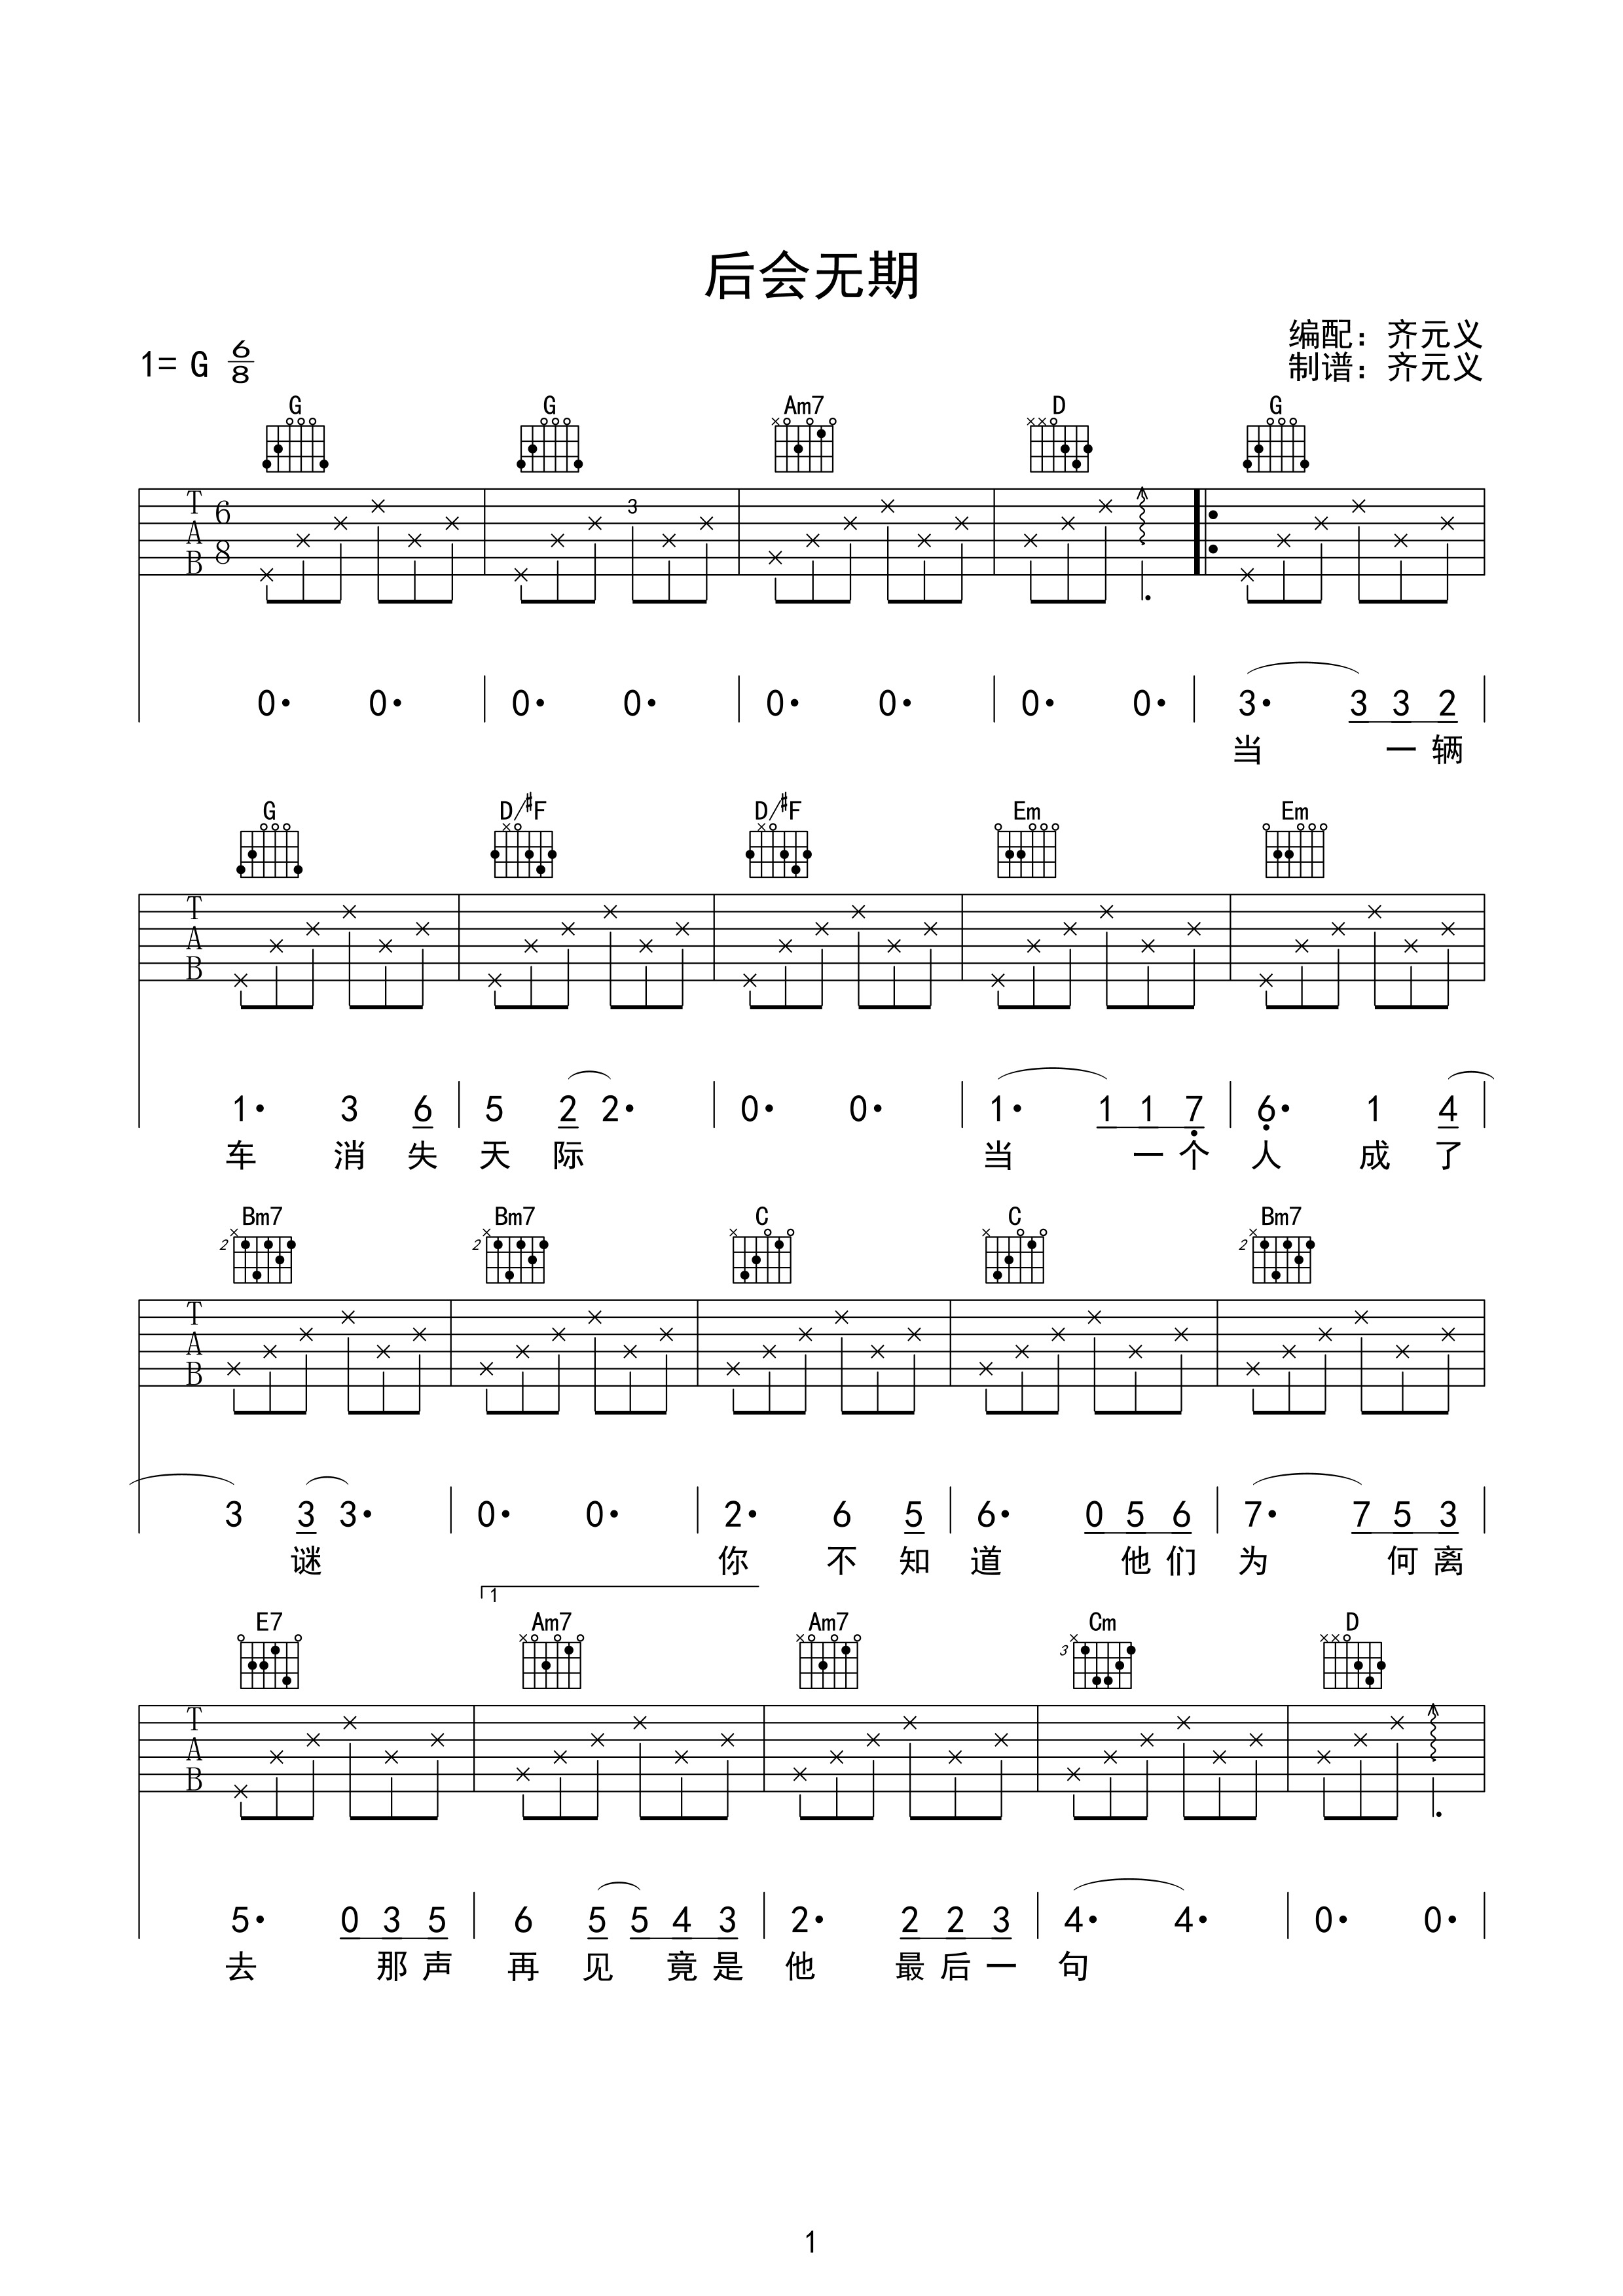 后会无期
编配：齐元义
1= G 6/8
制谱：齐元义
G G Am7 D G
T A B 6 8 3
0· 0· 0· 0· 0· 0· 0· 0· 3· 3 3 2
当 一 辆
G D/#F D/#F Em Em
T A B
1· 3 6 5 2 2· 0· 0· 1· 1 1 7 6· 1 4
车 消 失 天 际 当 一 个 人 成 了
Bm7 Bm7 C C Bm7
2 2 2
T A B
3 3 3· 0· 0· 2· 6 5 6· 0 5 6 7· 7 5 3
谜 你 不 知 道 他 们 为 何 离
1
E7 Am7 Am7 Cm D
3
T A B
5· 0 3 5 6 5 5 4 3 2· 2 2 3 4· 4· 0· 0·
去 那 声 再 见 竟 是 他 最 后 一 句
1